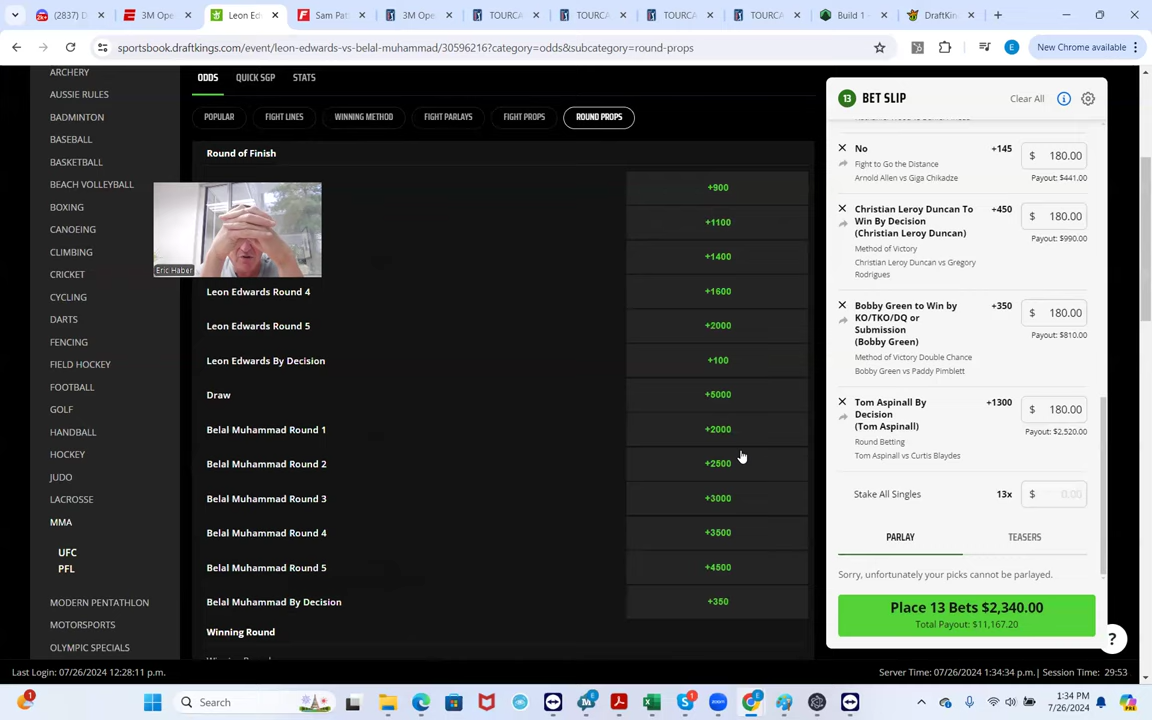 (2837) D
3M Ope
Leon Ed
Sam Pat
3M Ope
TOURCA
TOURCA
TOURCA
TOURCA
Build 1 -
DraftKin
sportsbook.draftkings.com/event/leon-edwards-vs-belal-muhammad/30596216?category=odds&subcategory=round-props
E
New Chrome available
ARCHERY
AUSSIE RULES
BADMINTON
BASEBALL
BASKETBALL
BEACH VOLLEYBALL
BOXING
CANOEING
CLIMBING
CRICKET
CYCLING
DARTS
FENCING
FIELD HOCKEY
FOOTBALL
GOLF
HANDBALL
HOCKEY
JUDO
LACROSSE
MMA
UFC
PFL
MODERN PENTATHLON
MOTORSPORTS
OLYMPIC SPECIALS
ODDS QUICK SGP STATS
POPULAR FIGHT LINES WINNING METHOD FIGHT PARLAYS FIGHT PROPS ROUND PROPS
Round of Finish
+900
+1100
+1400
Eric Haber
Leon Edwards Round 4 +1600
Leon Edwards Round 5 +2000
Leon Edwards By Decision +100
Draw +5000
Belal Muhammad Round 1 +2000
Belal Muhammad Round 2 +2500
Belal Muhammad Round 3 +3000
Belal Muhammad Round 4 +3500
Belal Muhammad Round 5 +4500
Belal Muhammad By Decision +350
Winning Round
13 BET SLIP Clear All
No +145 $ 180.00
Fight to Go the Distance
Arnold Allen vs Giga Chikadze
Payout: $441.00
Christian Leroy Duncan To
Win By Decision
(Christian Leroy Duncan)
+450 $ 180.00
Payout: $990.00
Method of Victory
Christian Leroy Duncan vs Gregory
Rodrigues
Bobby Green to Win by
KO/TKO/DQ or
Submission
(Bobby Green)
+350 $ 180.00
Payout: $810.00
Method of Victory Double Chance
Bobby Green vs Paddy Pimblett
Tom Aspinall By
Decision
(Tom Aspinall)
+1300 $ 180.00
Payout: $2,520.00
Round Betting
Tom Aspinall vs Curtis Blaydes
Stake All Singles 13x $ 0.00
PARLAY TEASERS
Sorry, unfortunately your picks cannot be parlayed.
Place 13 Bets $2,340.00
Total Payout: $11,167.20
?
Last Login: 07/26/2024 12:28:11 p.m.
Server Time: 07/26/2024 1:34:34 p.m. | Session Time: 29:53
1
Search
1:34 PM
7/26/2024